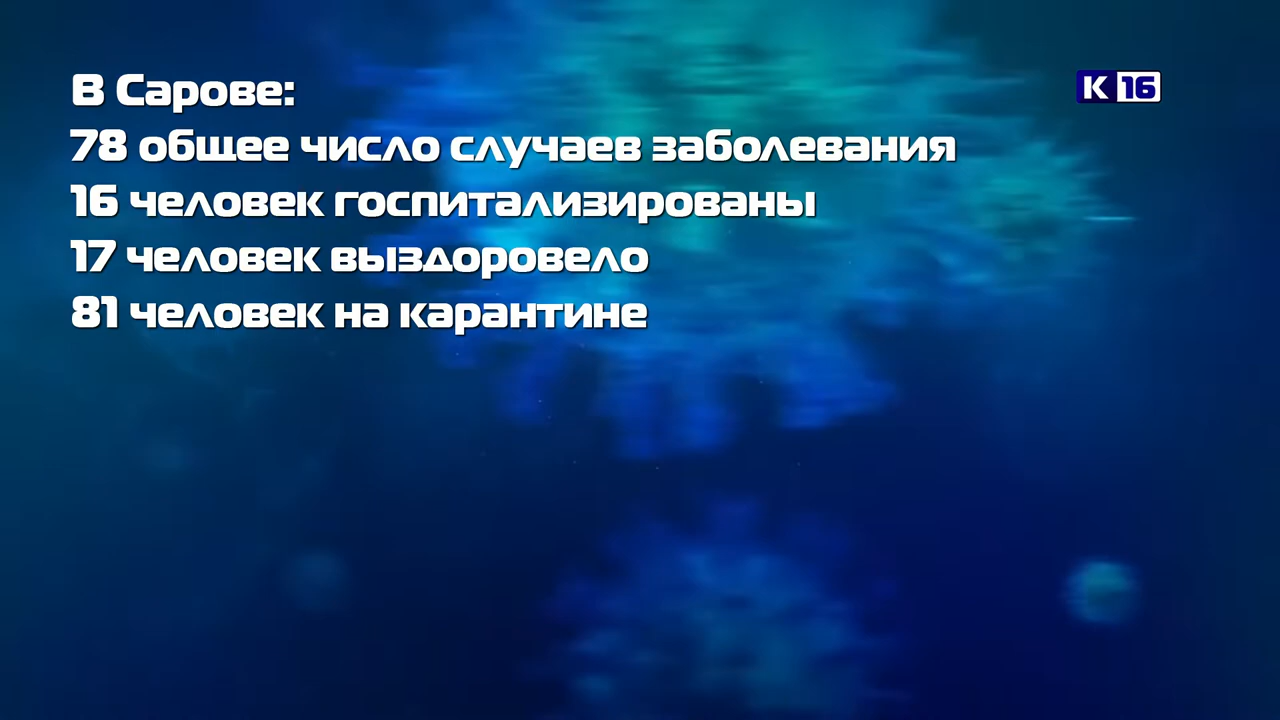 В Сарове:
К 16
78 общее число случаев заболевания
16 человек госпитализированы
17 человек выздоровело
81 человек на карантине